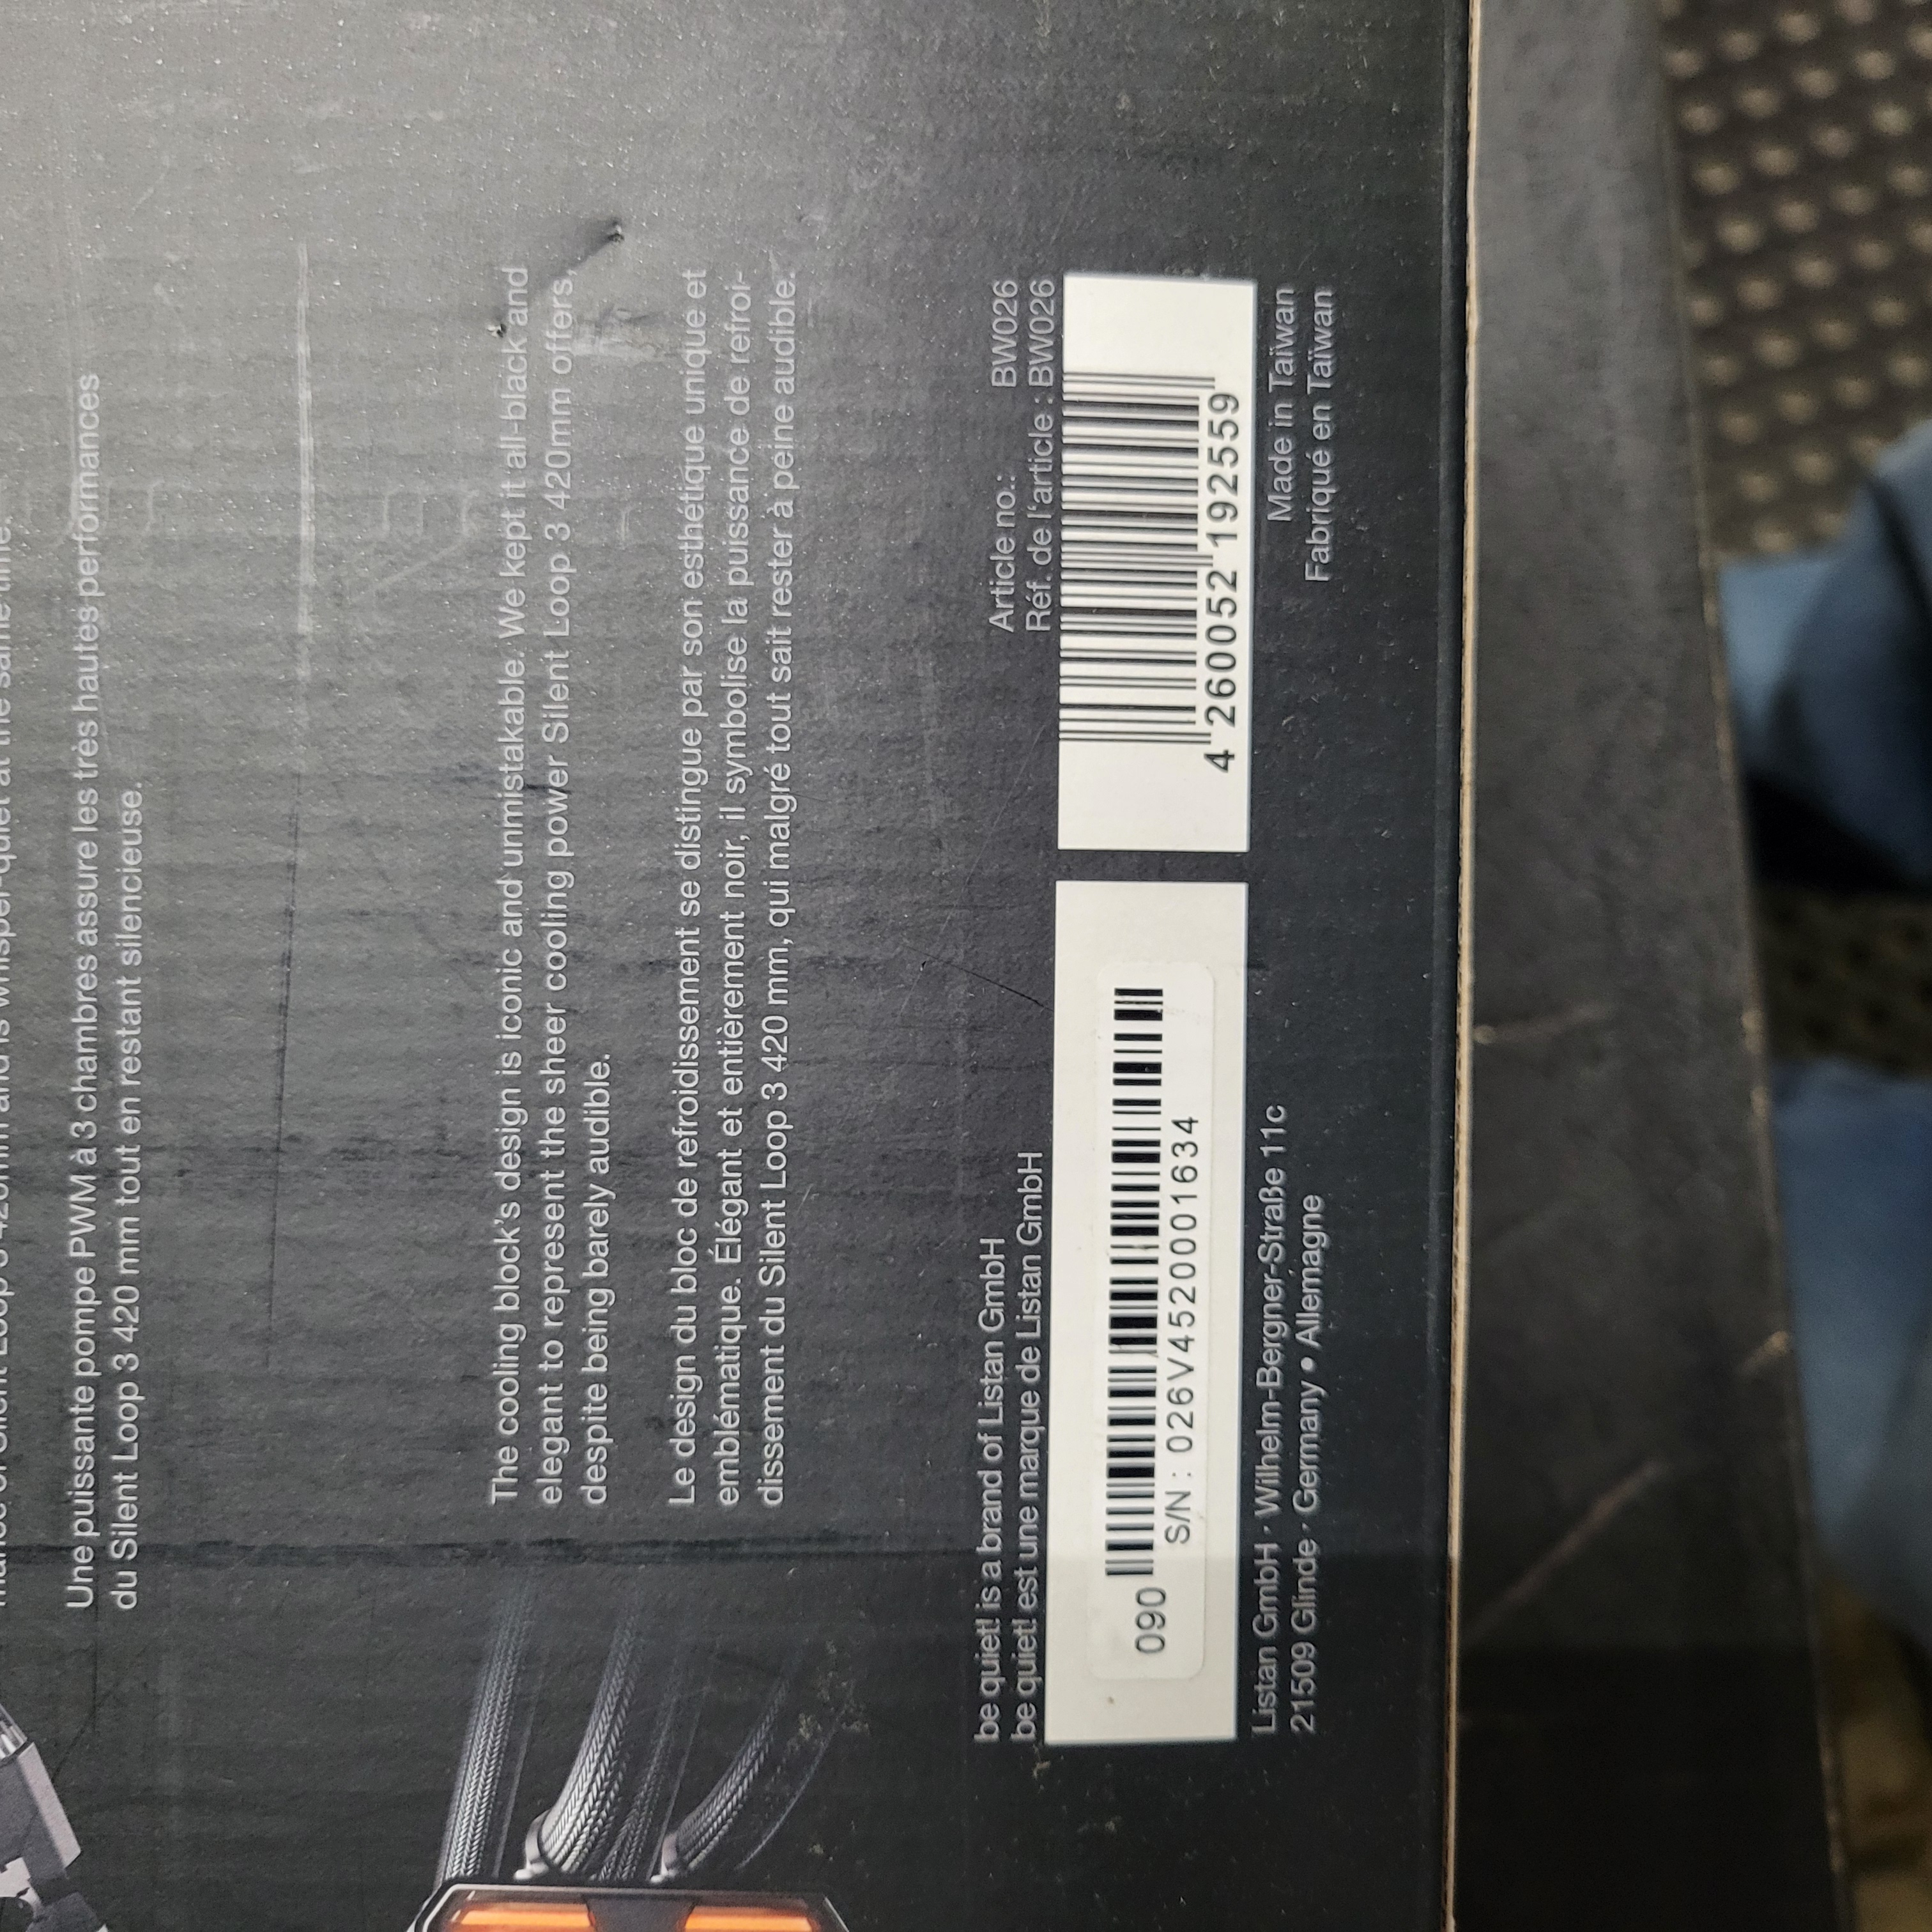 Une puissante pompe PWM à 3 chambres assure les très hautes performances
du Silent Loop 3 420 mm tout en restant silencieuse.
The cooling block's design is iconic and unmistakable. We kept it all-black and
elegant to represent the sheer cooling power Silent Loop 3 420mm offers,
despite being barely audible.
Le design du bloc de refroidissement se distingue par son esthétique unique et
emblématique. Élégant et entièrement noir, il symbolise la puissance de refroi-
dissement du Silent Loop 3 420 mm, qui malgré tout sait rester à peine audible.
be quiet! is a brand of Listan GmbH
be quiet! est une marque de Listan GmbH
090
S/N : 026V4520001634
Listan GmbH · Wilhelm-Bergner-Straße 11c
21509 Glinde · Germany • Allemagne
Article no.: BW026
Réf. de l'article : BW026
4 260052 192559
Made in Taiwan
Fabriqué en Taïwan